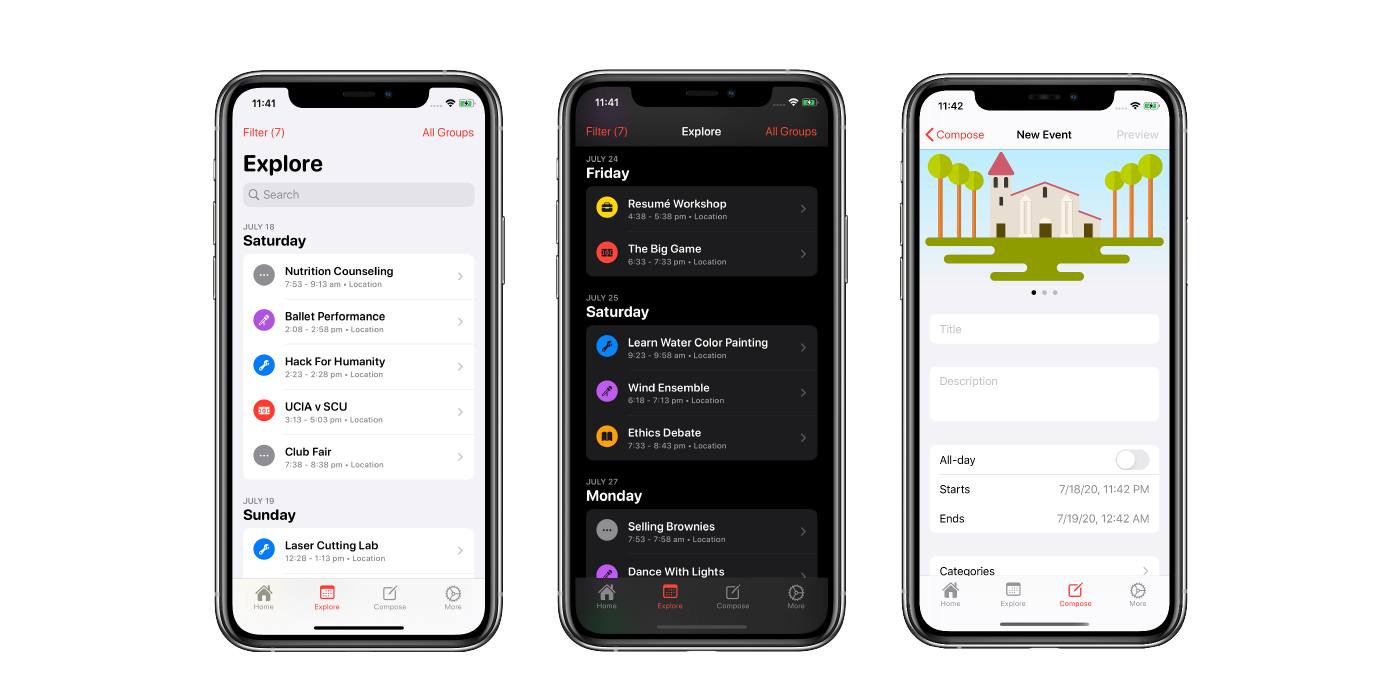 11:41
Filter (7) All Groups
Explore
Search
JULY 18
Saturday
Nutrition Counseling
7:53 - 9:13 am • Location
Ballet Performance
2:08 - 2:58 pm • Location
Hack For Humanity
2:23 - 2:28 pm • Location
UClA v SCU
3:13 - 5:03 pm • Location
Club Fair
7:38 - 8:38 pm • Location
JULY 19
Sunday
Laser Cutting Lab
12:28 - 1:13 pm • Location
Home Explore Compose More
11:41
Filter (7) Explore All Groups
JULY 24
Friday
Resumé Workshop
4:38 - 5:38 pm • Location
The Big Game
6:33 - 7:33 pm • Location
JULY 25
Saturday
Learn Water Color Painting
9:23 - 9:58 am • Location
Wind Ensemble
6:18 - 7:13 pm • Location
Ethics Debate
7:33 - 8:43 pm • Location
JULY 27
Monday
Selling Brownies
7:53 - 7:58 am • Location
Dance With Lights
Home Explore Compose More
11:42
Compose New Event Preview
Title
Description
All-day
Starts 7/18/20, 11:42 PM
Ends 7/19/20, 12:42 AM
Categories
Home Explore Compose More